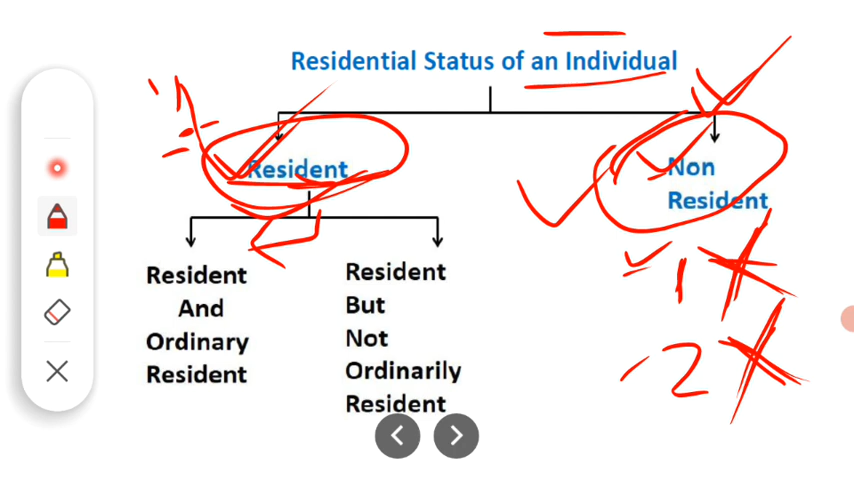 Residential Status of an Individual
Resident
Non
Resident
Resident
And
Ordinary
Resident
Resident
But
Not
Ordinarily
Resident
-1
-2